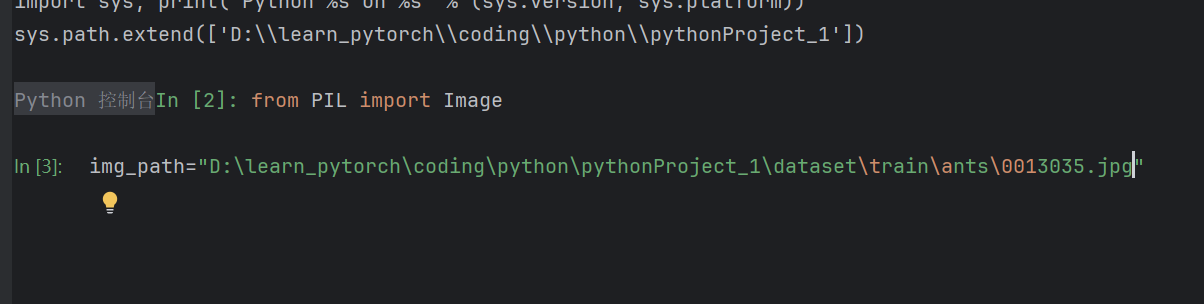 import sys; print('Python %s on %s' % (sys.version, sys.platform))
sys.path.extend(['D:\\learn_pytorch\\coding\\python\\pythonProject_1'])
Python 控制台In [2]: from PIL import Image
In [3]: img_path="D:\learn_pytorch\coding\python\pythonProject_1\dataset\train\ants\0013035.jpg"